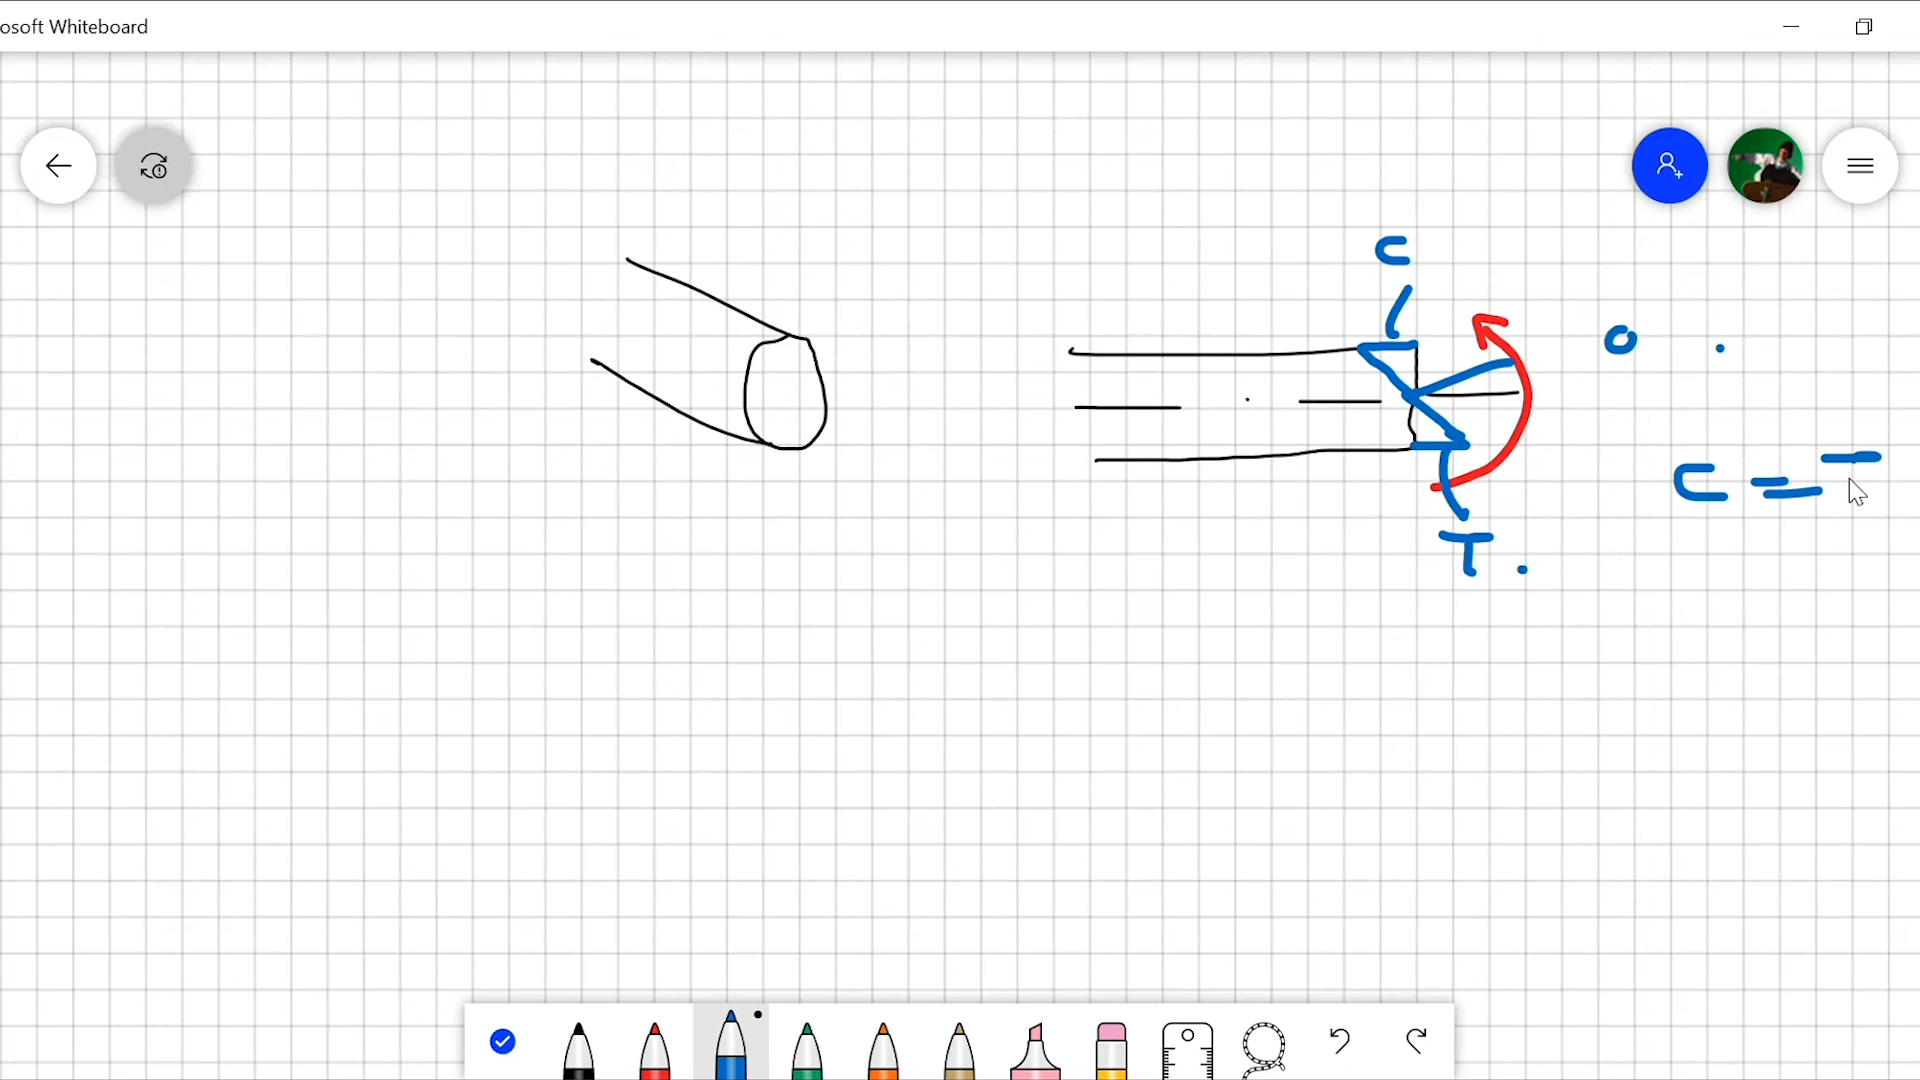 osoft Whiteboard
C
O .
C =
T .